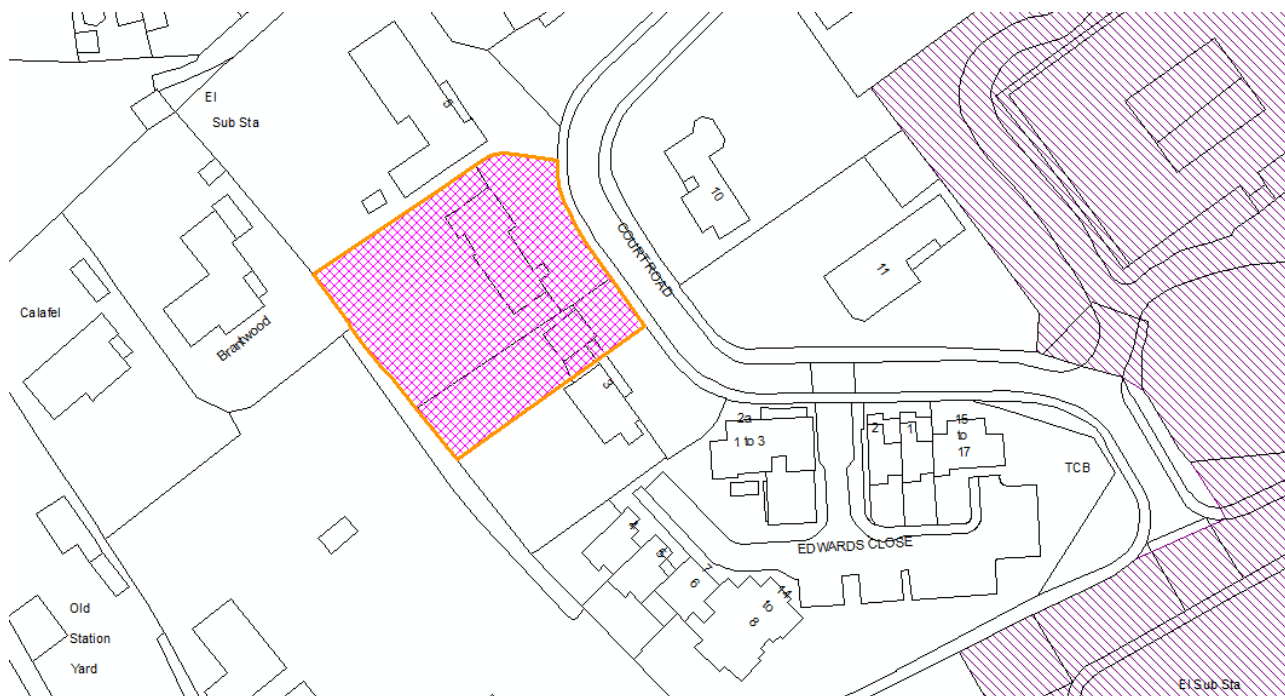 El
Sub Sta
5
10
COURT ROAD
11
Calafel
Brantwood
3
2a
1 to 3
2
1
15
to
17
TCB
EDWARDS CLOSE
4
5
7
6
14
to
8
Old
Station
Yard
El Sub Sta